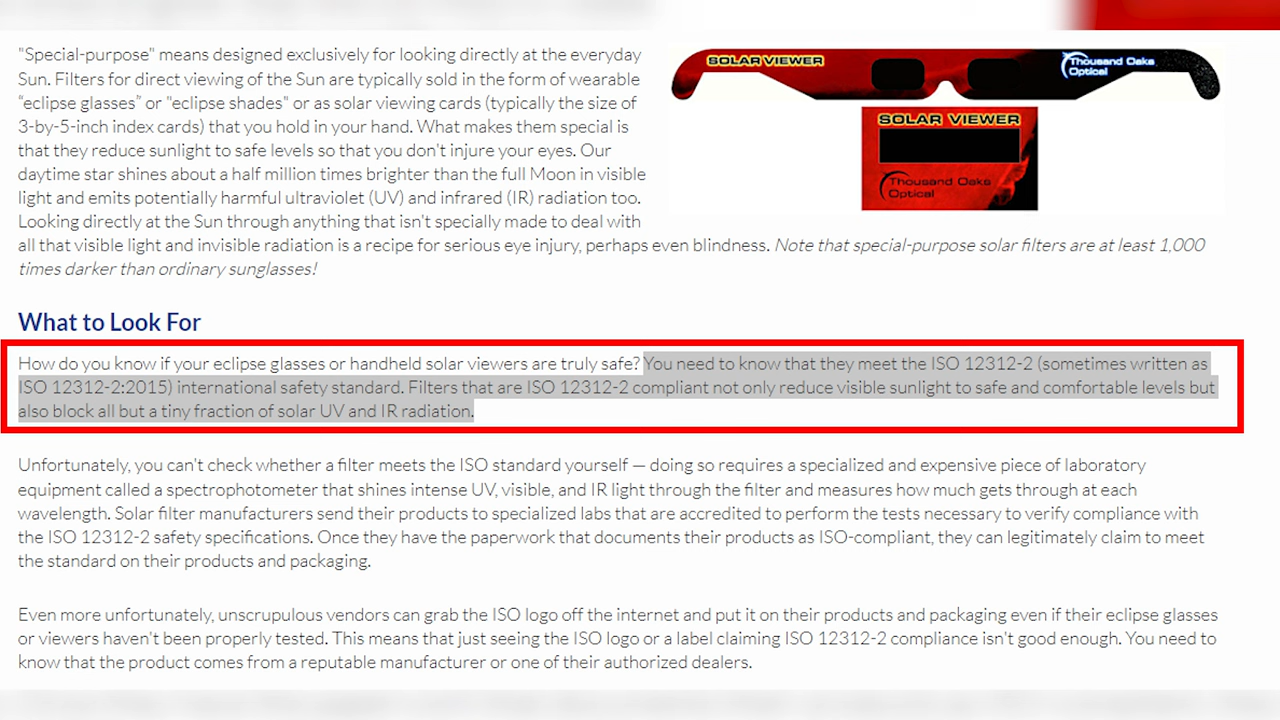 "Special-purpose" means designed exclusively for looking directly at the everyday
Sun. Filters for direct viewing of the Sun are typically sold in the form of wearable
“eclipse glasses” or "eclipse shades" or as solar viewing cards (typically the size of
3-by-5-inch index cards) that you hold in your hand. What makes them special is
that they reduce sunlight to safe levels so that you don't injure your eyes. Our
daytime star shines about a half million times brighter than the full Moon in visible
light and emits potentially harmful ultraviolet (UV) and infrared (IR) radiation too.
Looking directly at the Sun through anything that isn't specially made to deal with
all that visible light and invisible radiation is a recipe for serious eye injury, perhaps even blindness. Note that special-purpose solar filters are at least 1,000
times darker than ordinary sunglasses!
SOLAR VIEWER
Thousand Oaks
Optical
SOLAR VIEWER
Thousand Oaks
Optical
What to Look For
How do you know if your eclipse glasses or handheld solar viewers are truly safe? You need to know that they meet the ISO 12312-2 (sometimes written as
ISO 12312-2:2015) international safety standard. Filters that are ISO 12312-2 compliant not only reduce visible sunlight to safe and comfortable levels but
also block all but a tiny fraction of solar UV and IR radiation.
Unfortunately, you can't check whether a filter meets the ISO standard yourself — doing so requires a specialized and expensive piece of laboratory
equipment called a spectrophotometer that shines intense UV, visible, and IR light through the filter and measures how much gets through at each
wavelength. Solar filter manufacturers send their products to specialized labs that are accredited to perform the tests necessary to verify compliance with
the ISO 12312-2 safety specifications. Once they have the paperwork that documents their products as ISO-compliant, they can legitimately claim to meet
the standard on their products and packaging.
Even more unfortunately, unscrupulous vendors can grab the ISO logo off the internet and put it on their products and packaging even if their eclipse glasses
or viewers haven't been properly tested. This means that just seeing the ISO logo or a label claiming ISO 12312-2 compliance isn't good enough. You need to
know that the product comes from a reputable manufacturer or one of their authorized dealers.